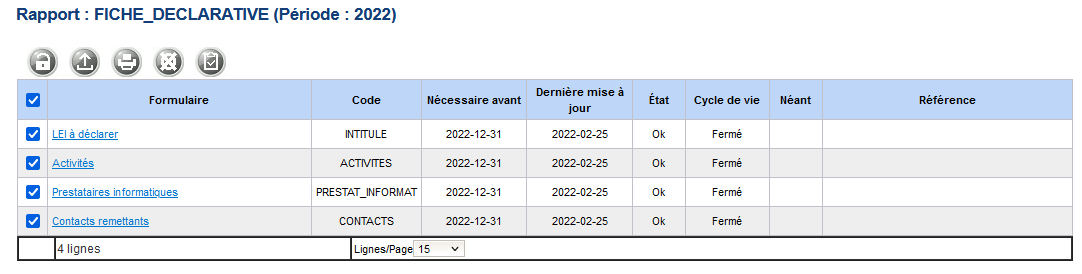 Rapport : FICHE_DECLARATIVE (Période : 2022)
Formulaire Code Nécessaire avant Dernière mise à jour État Cycle de vie Néant Référence
LEI à déclarer INTITULE 2022-12-31 2022-02-25 Ok Fermé
Activités ACTIVITES 2022-12-31 2022-02-25 Ok Fermé
Prestataires informatiques PRESTAT_INFORMAT 2022-12-31 2022-02-25 Ok Fermé
Contacts remettants CONTACTS 2022-12-31 2022-02-25 Ok Fermé
4 lignes Lignes/Page 15